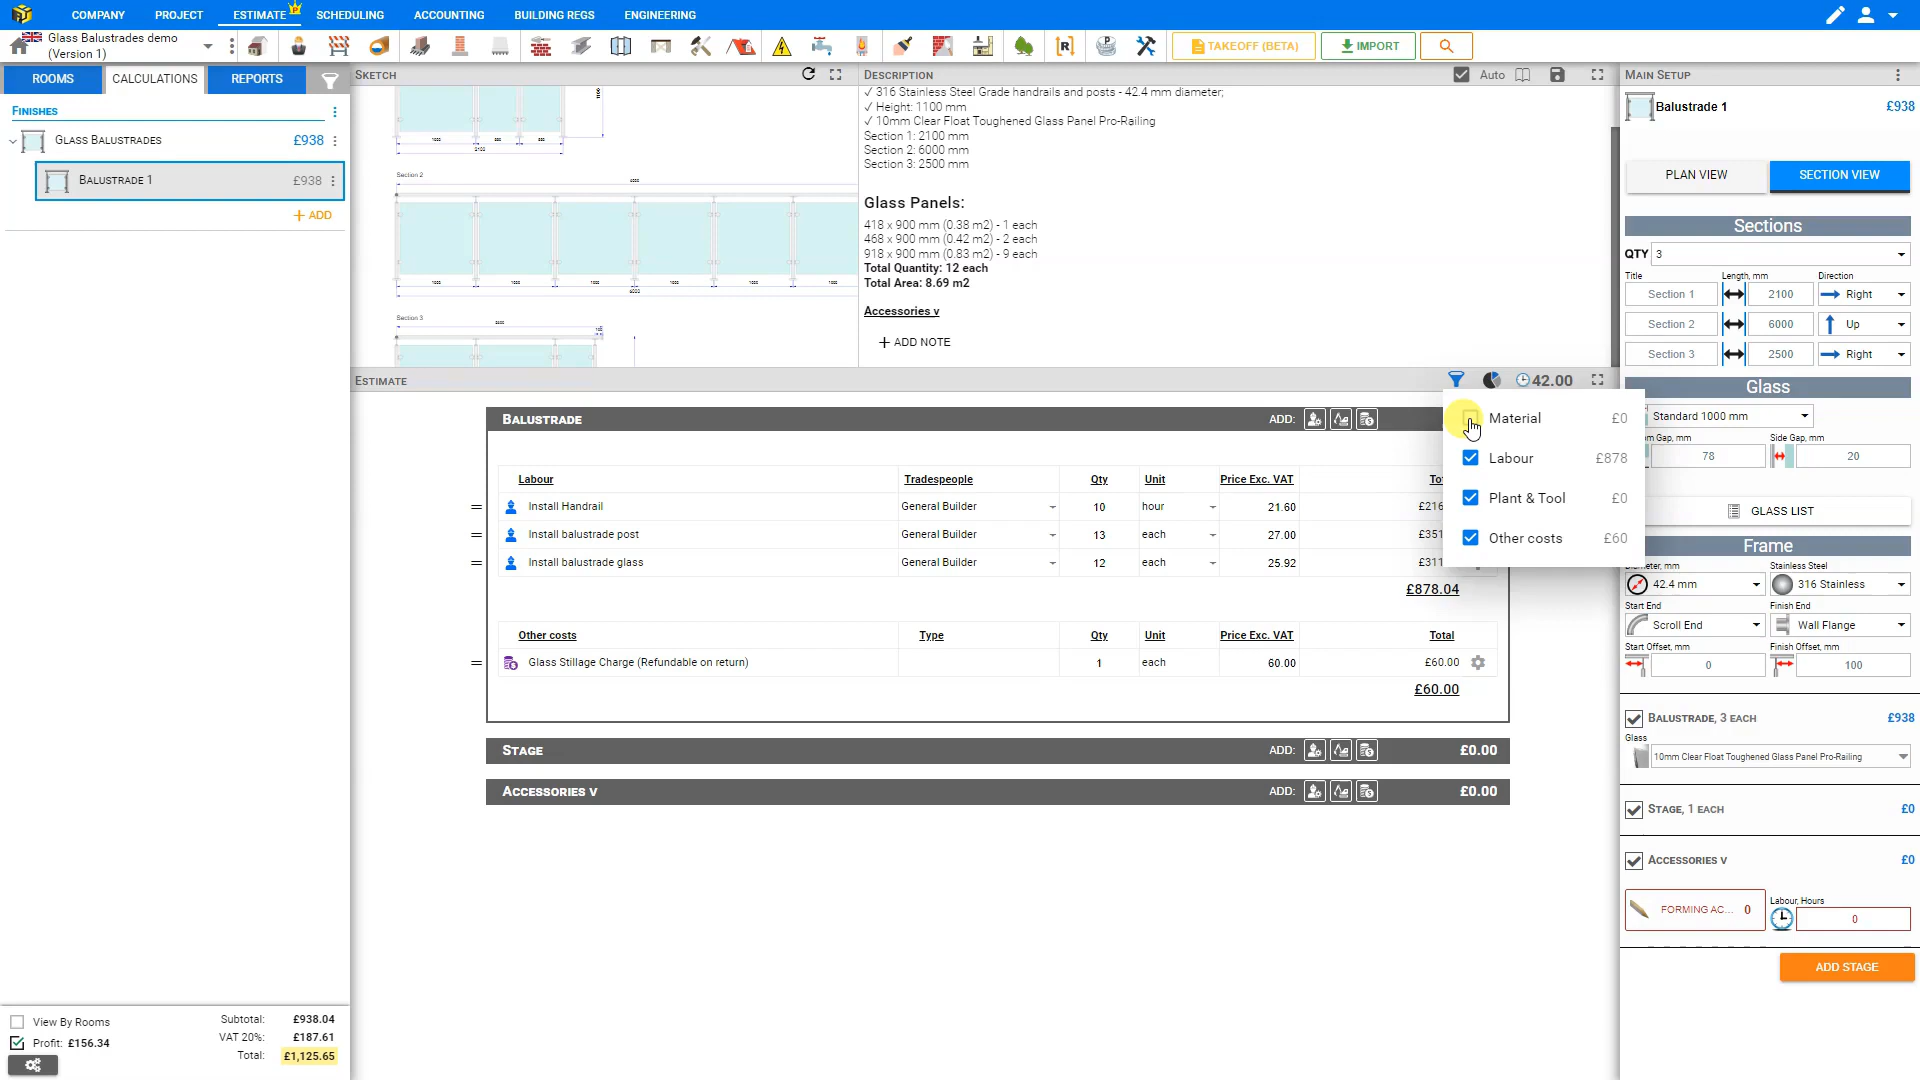 COMPANY PROJECT ESTIMATE SCHEDULING ACCOUNTING BUILDING REGS ENGINEERING
Glass Balustrades demo
(Version 1)
TAKEOFF (BETA) IMPORT
ROOMS CALCULATIONS REPORTS
FINISHES
GLASS BALUSTRADES £938
BALUSTRADE 1 £938
ADD
View By Rooms
Profit: £156.34
Subtotal: £938.04
VAT 20%: £187.61
Total: £1,125.65
SKETCH
Section 2
Section 3
DESCRIPTION Auto
✓ 316 Stainless Steel Grade handrails and posts - 42.4 mm diameter;
✓ Height: 1100 mm
✓ 10mm Clear Float Toughened Glass Panel Pro-Railing
Section 1: 2100 mm
Section 2: 6000 mm
Section 3: 2500 mm
Glass Panels:
418 x 900 mm (0.38 m2) - 1 each
468 x 900 mm (0.42 m2) - 2 each
918 x 900 mm (0.83 m2) - 9 each
Total Quantity: 12 each
Total Area: 8.69 m2
Accessories v
ADD NOTE
ESTIMATE 42.00
Material £0
Labour £878
Plant & Tool £0
Other costs £60
BALUSTRADE ADD:
Labour Tradespeople Qty Unit Price Exc. VAT
Install Handrail General Builder 10 hour 21.60
Install balustrade post General Builder 13 each 27.00
Install balustrade glass General Builder 12 each 25.92
£878.04
Other costs Type Qty Unit Price Exc. VAT Total
Glass Stillage Charge (Refundable on return) 1 each 60.00 £60.00
£60.00
STAGE ADD: £0.00
ACCESSORIES V ADD: £0.00
MAIN SETUP
Balustrade 1 £938
PLAN VIEW SECTION VIEW
Sections
QTY 3
Title Length, mm Direction
Section 1 2100 Right
Section 2 6000 Up
Section 3 2500 Right
Glass
Standard 1000 mm
Gap, mm Side Gap, mm
78 20
GLASS LIST
Frame
Stainless Steel
42.4 mm 316 Stainless
Start End Finish End
Scroll End Wall Flange
Start Offset, mm Finish Offset, mm
0 100
BALUSTRADE, 3 EACH £938
Glass
10mm Clear Float Toughened Glass Panel Pro-Railing
STAGE, 1 EACH £0
ACCESSORIES V £0
FORMING AC... 0
Labour, Hours
0
ADD STAGE